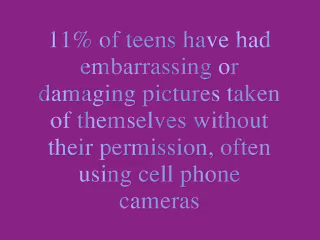 11% of teens have had
embarrassing or
damaging pictures taken
of themselves without
their permission, often
using cell phone
cameras